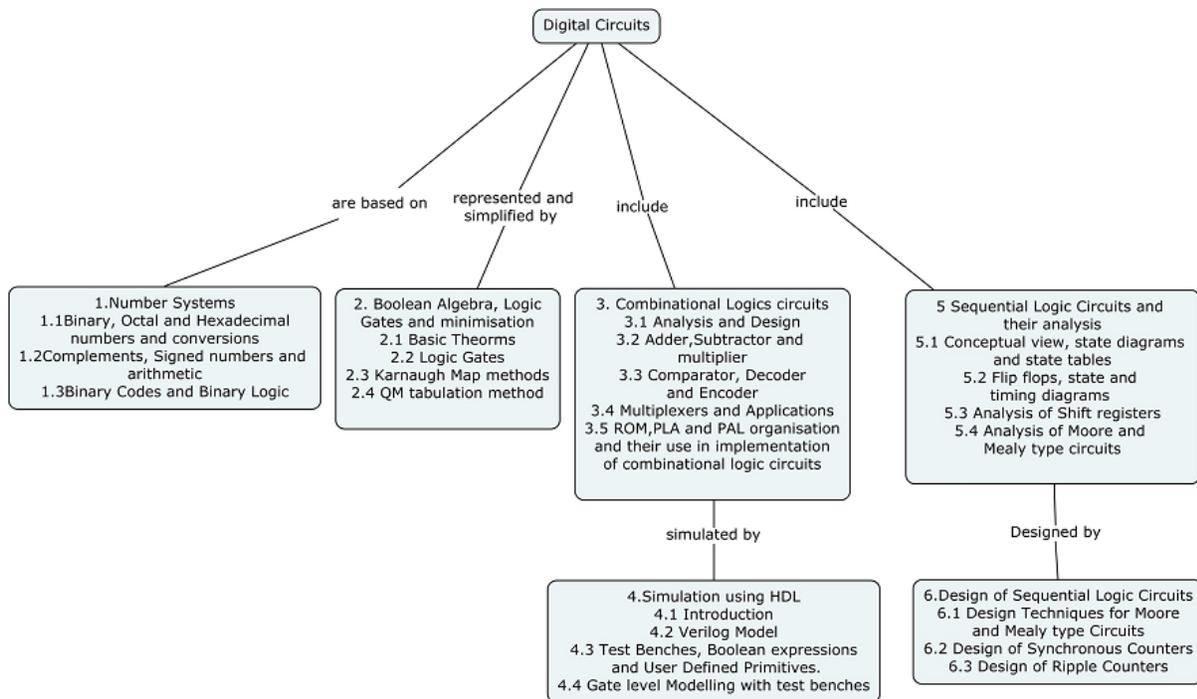 Digital Circuits
are based on
represented and
simplified by
include
include
1.Number Systems
1.1Binary, Octal and Hexadecimal
numbers and conversions
1.2Complements, Signed numbers and
arithmetic
1.3Binary Codes and Binary Logic
2. Boolean Algebra, Logic
Gates and minimisation
2.1 Basic Theorms
2.2 Logic Gates
2.3 Karnaugh Map methods
2.4 QM tabulation method
3. Combinational Logics circuits
3.1 Analysis and Design
3.2 Adder,Subtractor and
multiplier
3.3 Comparator, Decoder
and Encoder
3.4 Multiplexers and Applications
3.5 ROM,PLA and PAL organisation
and their use in implementation
of combinational logic circuits
5 Sequential Logic Circuits and
their analysis
5.1 Conceptual view, state diagrams
and state tables
5.2 Flip flops, state and
timing diagrams
5.3 Analysis of Shift registers
5.4 Analysis of Moore and
Mealy type circuits
simulated by
Designed by
4.Simulation using HDL
4.1 Introduction
4.2 Verilog Model
4.3 Test Benches, Boolean expressions
and User Defined Primitives.
4.4 Gate level Modelling with test benches
6.Design of Sequential Logic Circuits
6.1 Design Techniques for Moore
and Mealy type Circuits
6.2 Design of Synchronous Counters
6.3 Design of Ripple Counters